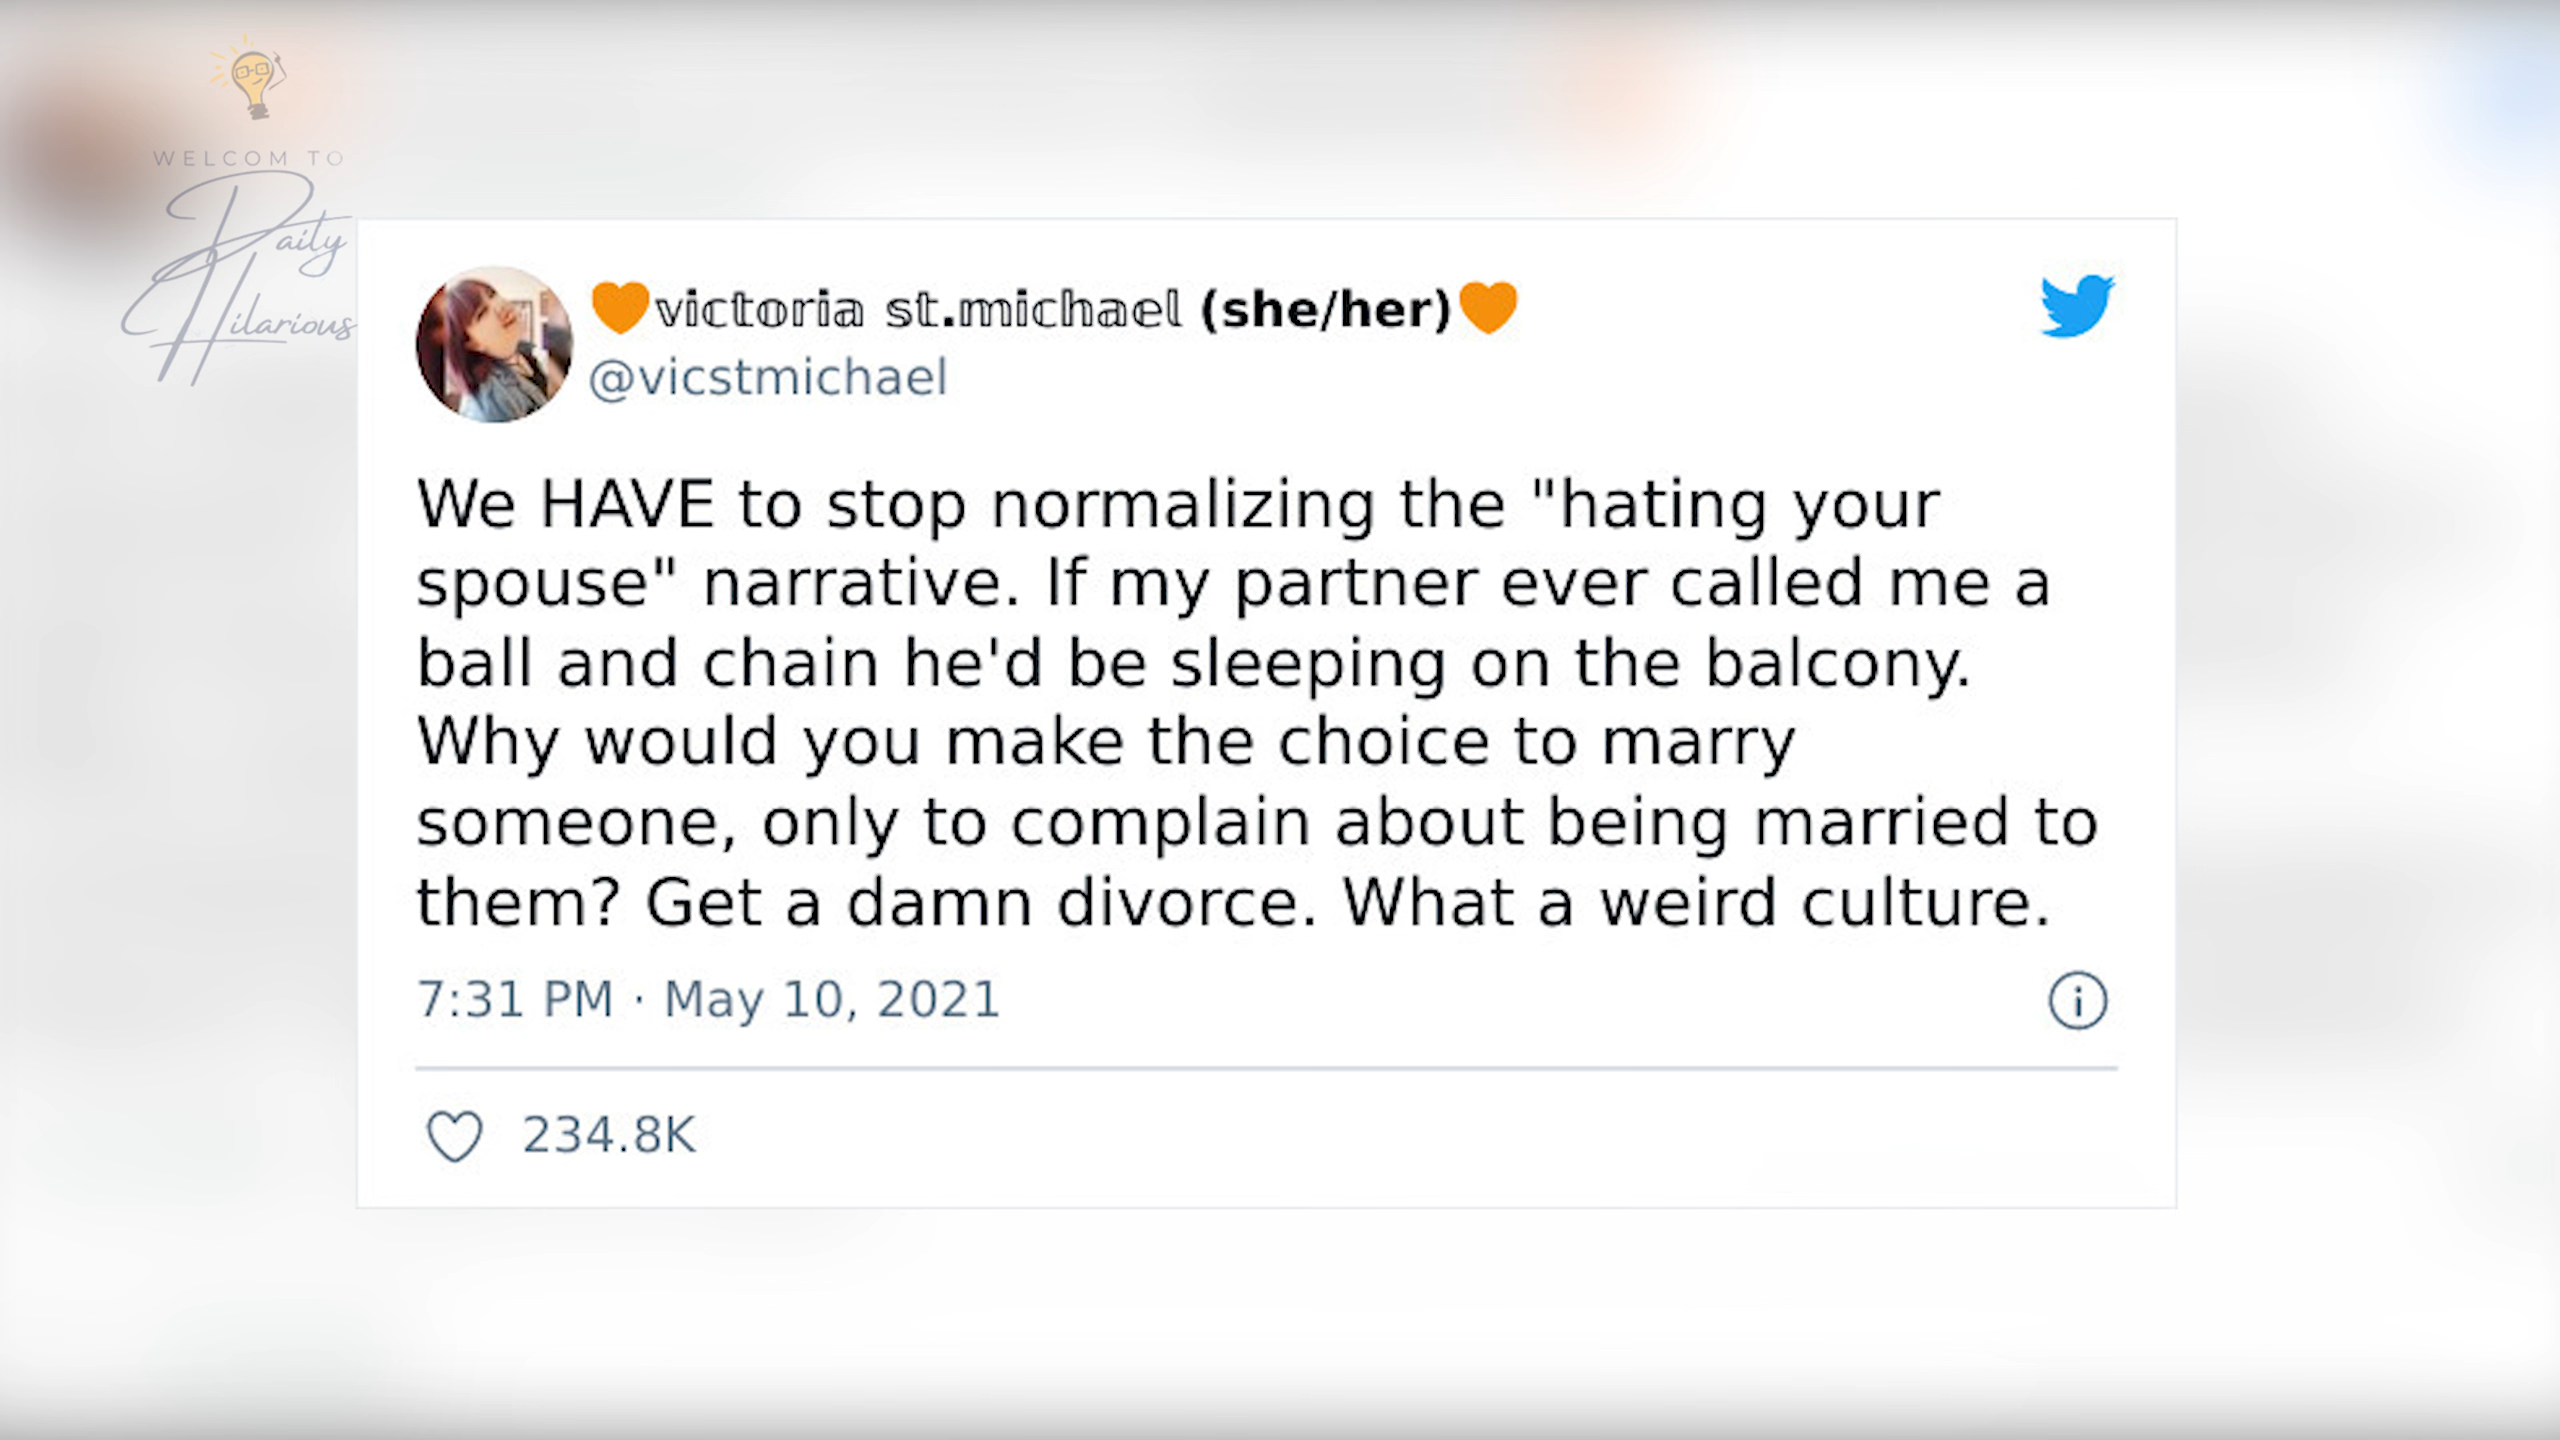 WELCOM TO
Daily
Hilarious
🧡𝕧𝕚𝕔𝕥𝕠𝕣𝕚𝕒 𝕤𝕥.𝕞𝕚𝕔𝕙𝕒𝕖𝕝 (she/her)🧡
@vicstmichael
We HAVE to stop normalizing the "hating your
spouse" narrative. If my partner ever called me a
ball and chain he'd be sleeping on the balcony.
Why would you make the choice to marry
someone, only to complain about being married to
them? Get a damn divorce. What a weird culture.
7:31 PM · May 10, 2021
234.8K